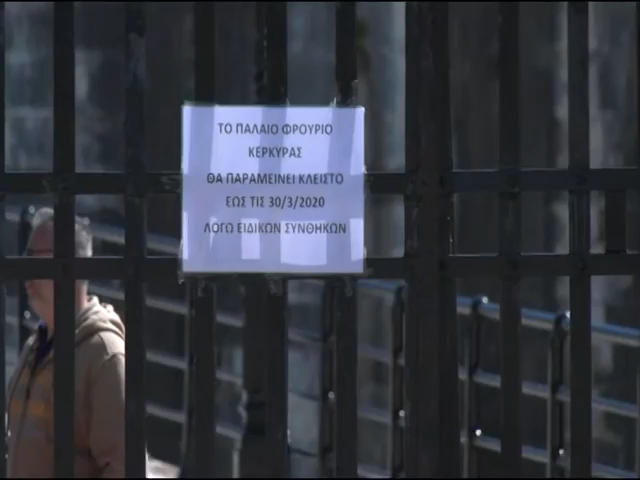 ΤΟ ΠΑΛΑΙΟ ΦΡΟΥΡΙΟ
ΚΕΡΚΥΡΑΣ
ΘΑ ΠΑΡΑΜΕΙΝΕΙ ΚΛΕΙΣΤΟ
ΕΩΣ ΤΙΣ 30/3/2020
ΛΟΓΩ ΕΙΔΙΚΩΝ ΣΥΝΘΗΚΩΝ